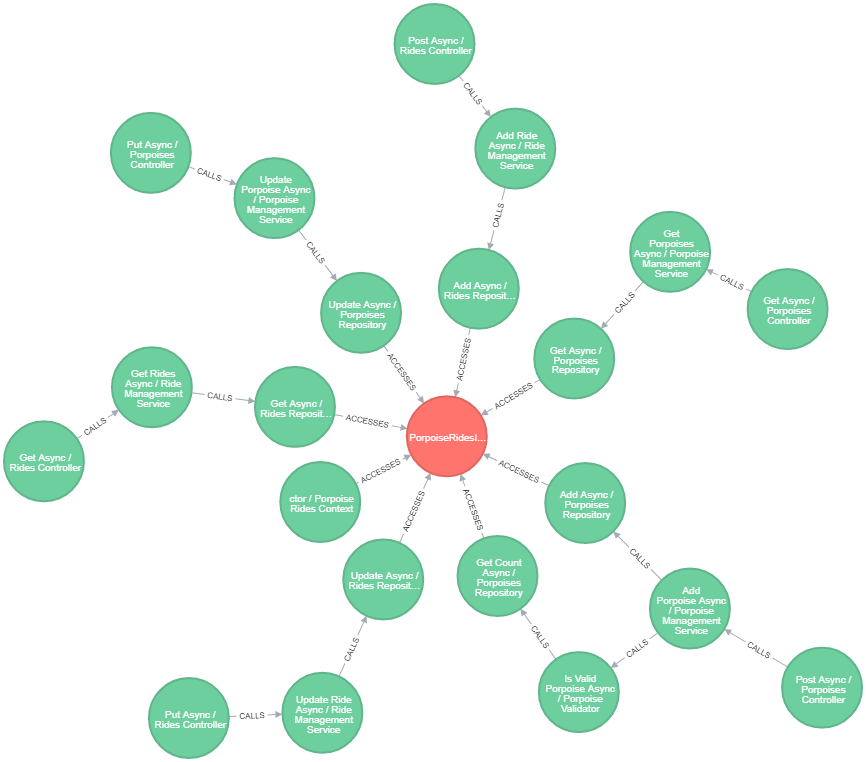 Post Async /
Rides Controller
CALLS
Add Ride
Async / Ride
Management
Service
CALLS
Add Async /
Rides Reposit...
ACCESSES
Put Async /
Porpoises
Controller
CALLS
Update
Porpoise Async
/ Porpoise
Management
Service
CALLS
Update Async /
Porpoises
Repository
ACCESSES
Get
Porpoises
Async / Porpoise
Management
Service
CALLS
Get Async /
Porpoises
Controller
CALLS
Get Async /
Porpoises
Repository
ACCESSES
Get Rides
Async / Ride
Management
Service
CALLS
Get Async /
Rides Reposit...
ACCESSES
Get Async /
Rides Controller
CALLS
PorpoiseRidesI...
ctor / Porpoise
Rides Context
ACCESSES
Update Async /
Rides Reposit...
ACCESSES
Get Count
Async /
Porpoises
Repository
ACCESSES
Add Async /
Porpoises
Repository
ACCESSES
CALLS
Add
Porpoise Async
/ Porpoise
Management
Service
CALLS
CALLS
Is Valid
Porpoise Async
/ Porpoise
Validator
CALLS
Post Async /
Porpoises
Controller
Put Async /
Rides Controller
CALLS
Update Ride
Async / Ride
Management
Service
CALLS